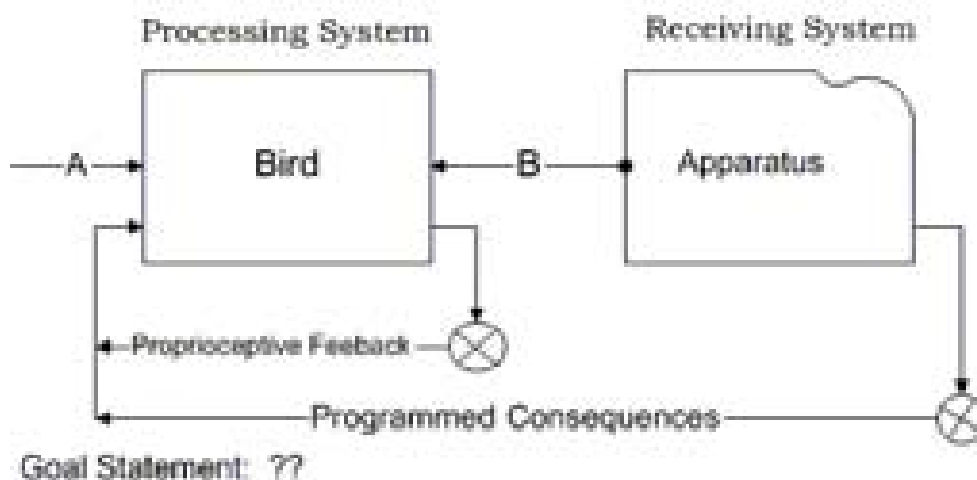 Processing System
Receiving System
A
Bird
B
Apparatus
Proprioceptive Feeback
Programmed Consequences
Goal Statement: ??